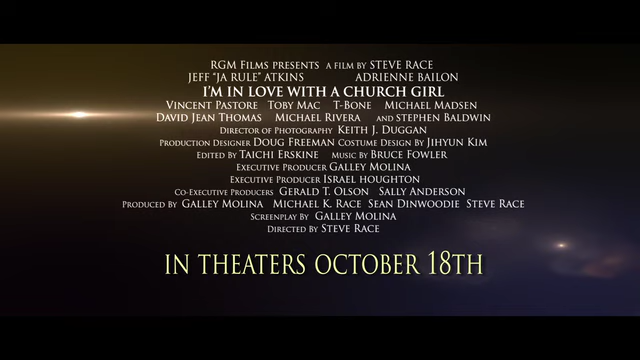 RGM Films presents a film by Steve Race
Jeff "Ja Rule" Atkins Adrienne Bailon
I'm in Love with a Church Girl
Vincent Pastore Toby Mac T-Bone Michael Madsen
David Jean Thomas Michael Rivera and Stephen Baldwin
Director of Photography Keith J. Duggan
Production Designer Doug Freeman Costume Design By Jihyun Kim
Edited by Taichi Erskine Music By Bruce Fowler
Executive Producer Galley Molina
Executive Producer Israel Houghton
Co-Executive Producers Gerald T. Olson Sally Anderson
Produced By Galley Molina Michael K. Race Sean Dinwoodie Steve Race
Screenplay By Galley Molina
Directed By Steve Race
IN THEATERS OCTOBER 18TH